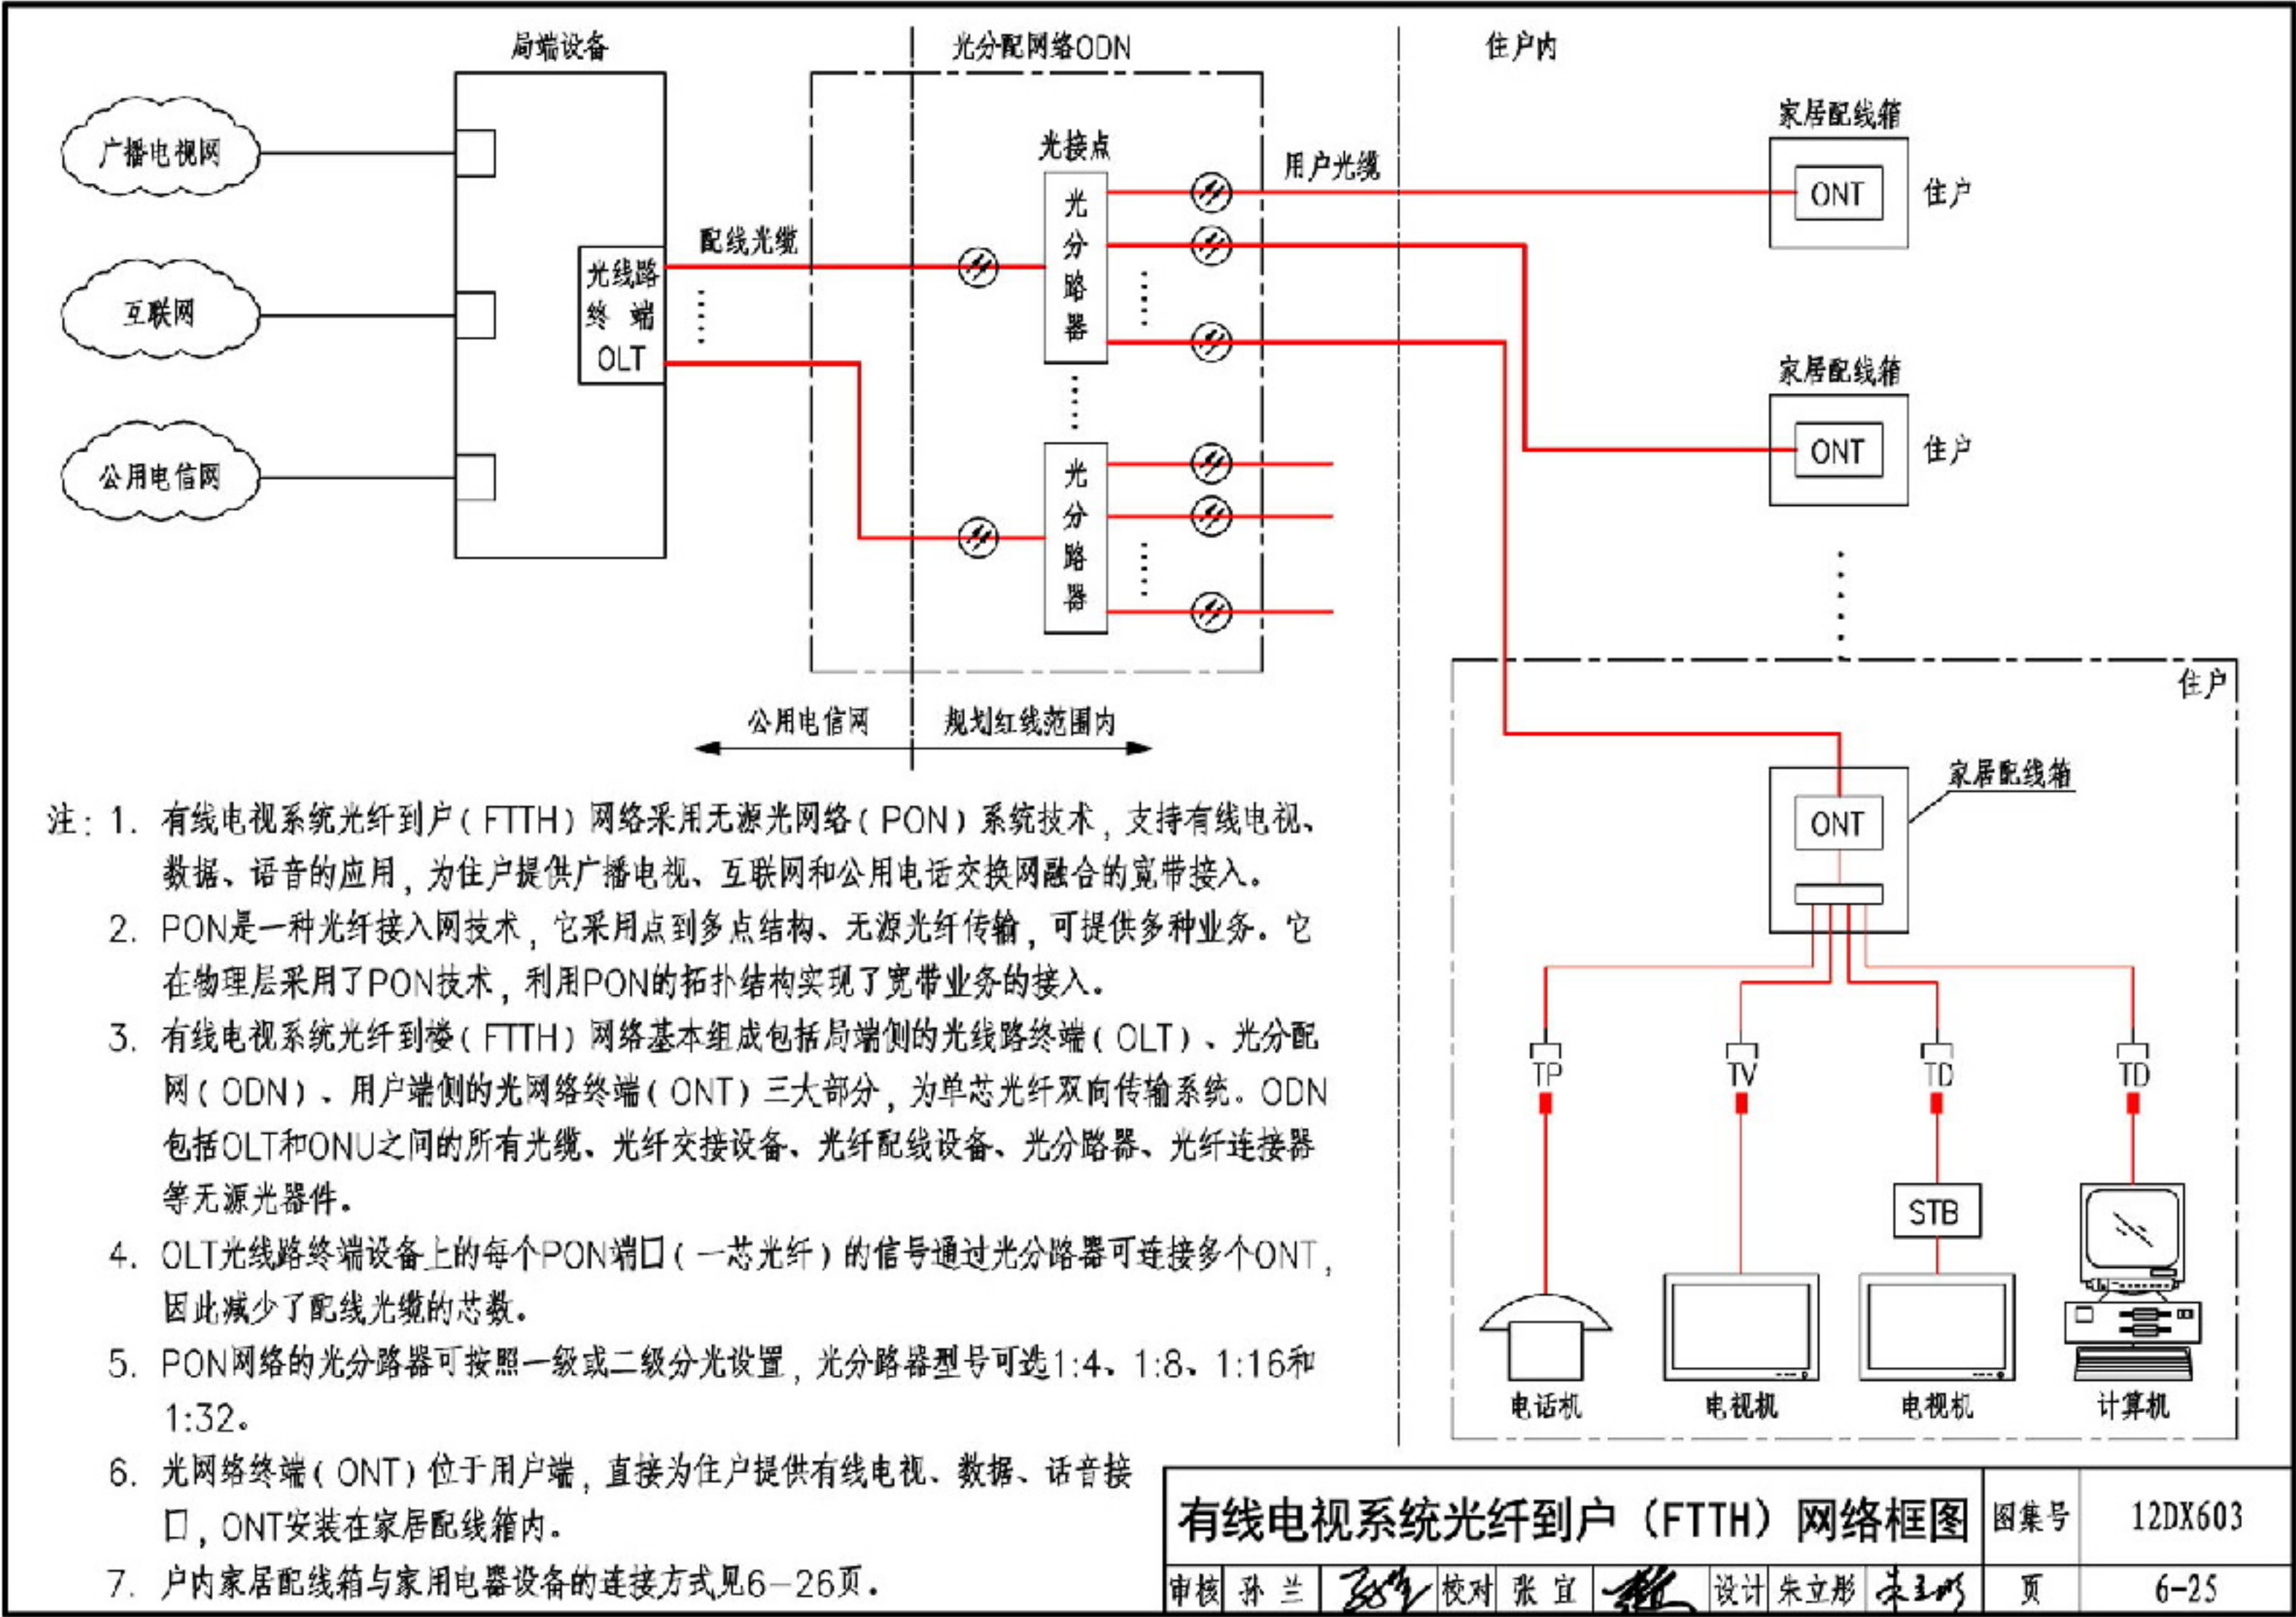 局端设备
光分配网络ODN
住户内
广播电视网
互联网
公用电信网
光线路
终 端
OLT
配线光缆
光接点
光分路器
光分路器
用户光缆
家居配线箱
ONT
住户
家居配线箱
ONT
住户
公用电信网
规划红线范围内
住户
家居配线箱
ONT
TP
TV
TD
TD
STB
电话机
电视机
电视机
计算机
注: 1. 有线电视系统光纤到户(FTTH)网络采用无源光网络(PON)系统技术,支持有线电视、
数据、语音的应用,为住户提供广播电视、互联网和公用电话交换网融合的宽带接入。
2. PON是一种光纤接入网技术,它采用点到多点结构、无源光纤传输,可提供多种业务。它
在物理层采用了PON技术,利用PON的拓扑结构实现了宽带业务的接入。
3. 有线电视系统光纤到楼(FTTH)网络基本组成包括局端侧的光线路终端(OLT)、光分配
网(ODN)、用户端侧的光网络终端(ONT)三大部分,为单芯光纤双向传输系统。ODN
包括OLT和ONU之间的所有光缆、光纤交接设备、光纤配线设备、光分路器、光纤连接器
等无源光器件。
4. OLT光线路终端设备上的每个PON端口(一芯光纤)的信号通过光分路器可连接多个ONT,
因此减少了配线光缆的芯数。
5. PON网络的光分路器可按照一级或二级分光设置,光分路器型号可选1:4、1:8、1:16和
1:32。
6. 光网络终端(ONT)位于用户端,直接为住户提供有线电视、数据、话音接
口,ONT安装在家居配线箱内。
7. 户内家居配线箱与家用电器设备的连接方式见6-26页。
有线电视系统光纤到户(FTTH)网络框图 图集号 12DX603
审核 孙 兰 校对 张 宜 设计 朱立彤 页 6-25